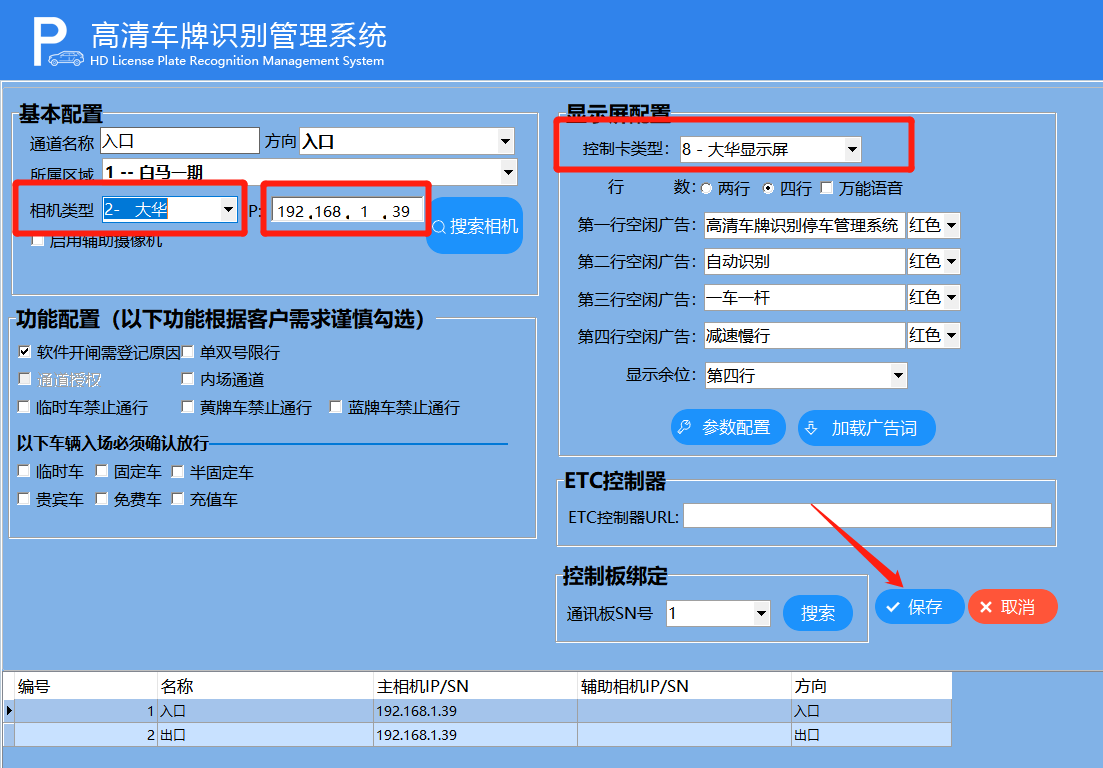 P
高清车牌识别管理系统
HD License Plate Recognition Management System
基本配置
通道名称 入口 方向 入口
所属区域 1 -- 白马一期
相机类型 2- 大华 P: 192 .168 . 1 . 39 搜索相机
启用辅助摄像机
功能配置（以下功能根据客户需求谨慎勾选）
软件开闸需登记原因 单双号限行
通道授权 内场通道
临时车禁止通行 黄牌车禁止通行 蓝牌车禁止通行
以下车辆入场必须确认放行
临时车 固定车 半固定车
贵宾车 免费车 充值车
显示屏配置
控制卡类型： 8 - 大华显示屏
行 数： 两行 四行 万能语音
第一行空闲广告： 高清车牌识别停车管理系统 红色
第二行空闲广告： 自动识别 红色
第三行空闲广告： 一车一杆 红色
第四行空闲广告： 减速慢行 红色
显示余位： 第四行
参数配置 加载广告词
ETC控制器
ETC控制器URL:
控制板绑定
通讯板SN号 1 搜索
保存 取消
编号 名称 主相机IP/SN 辅助相机IP/SN 方向
1 入口 192.168.1.39 入口
2 出口 192.168.1.39 出口